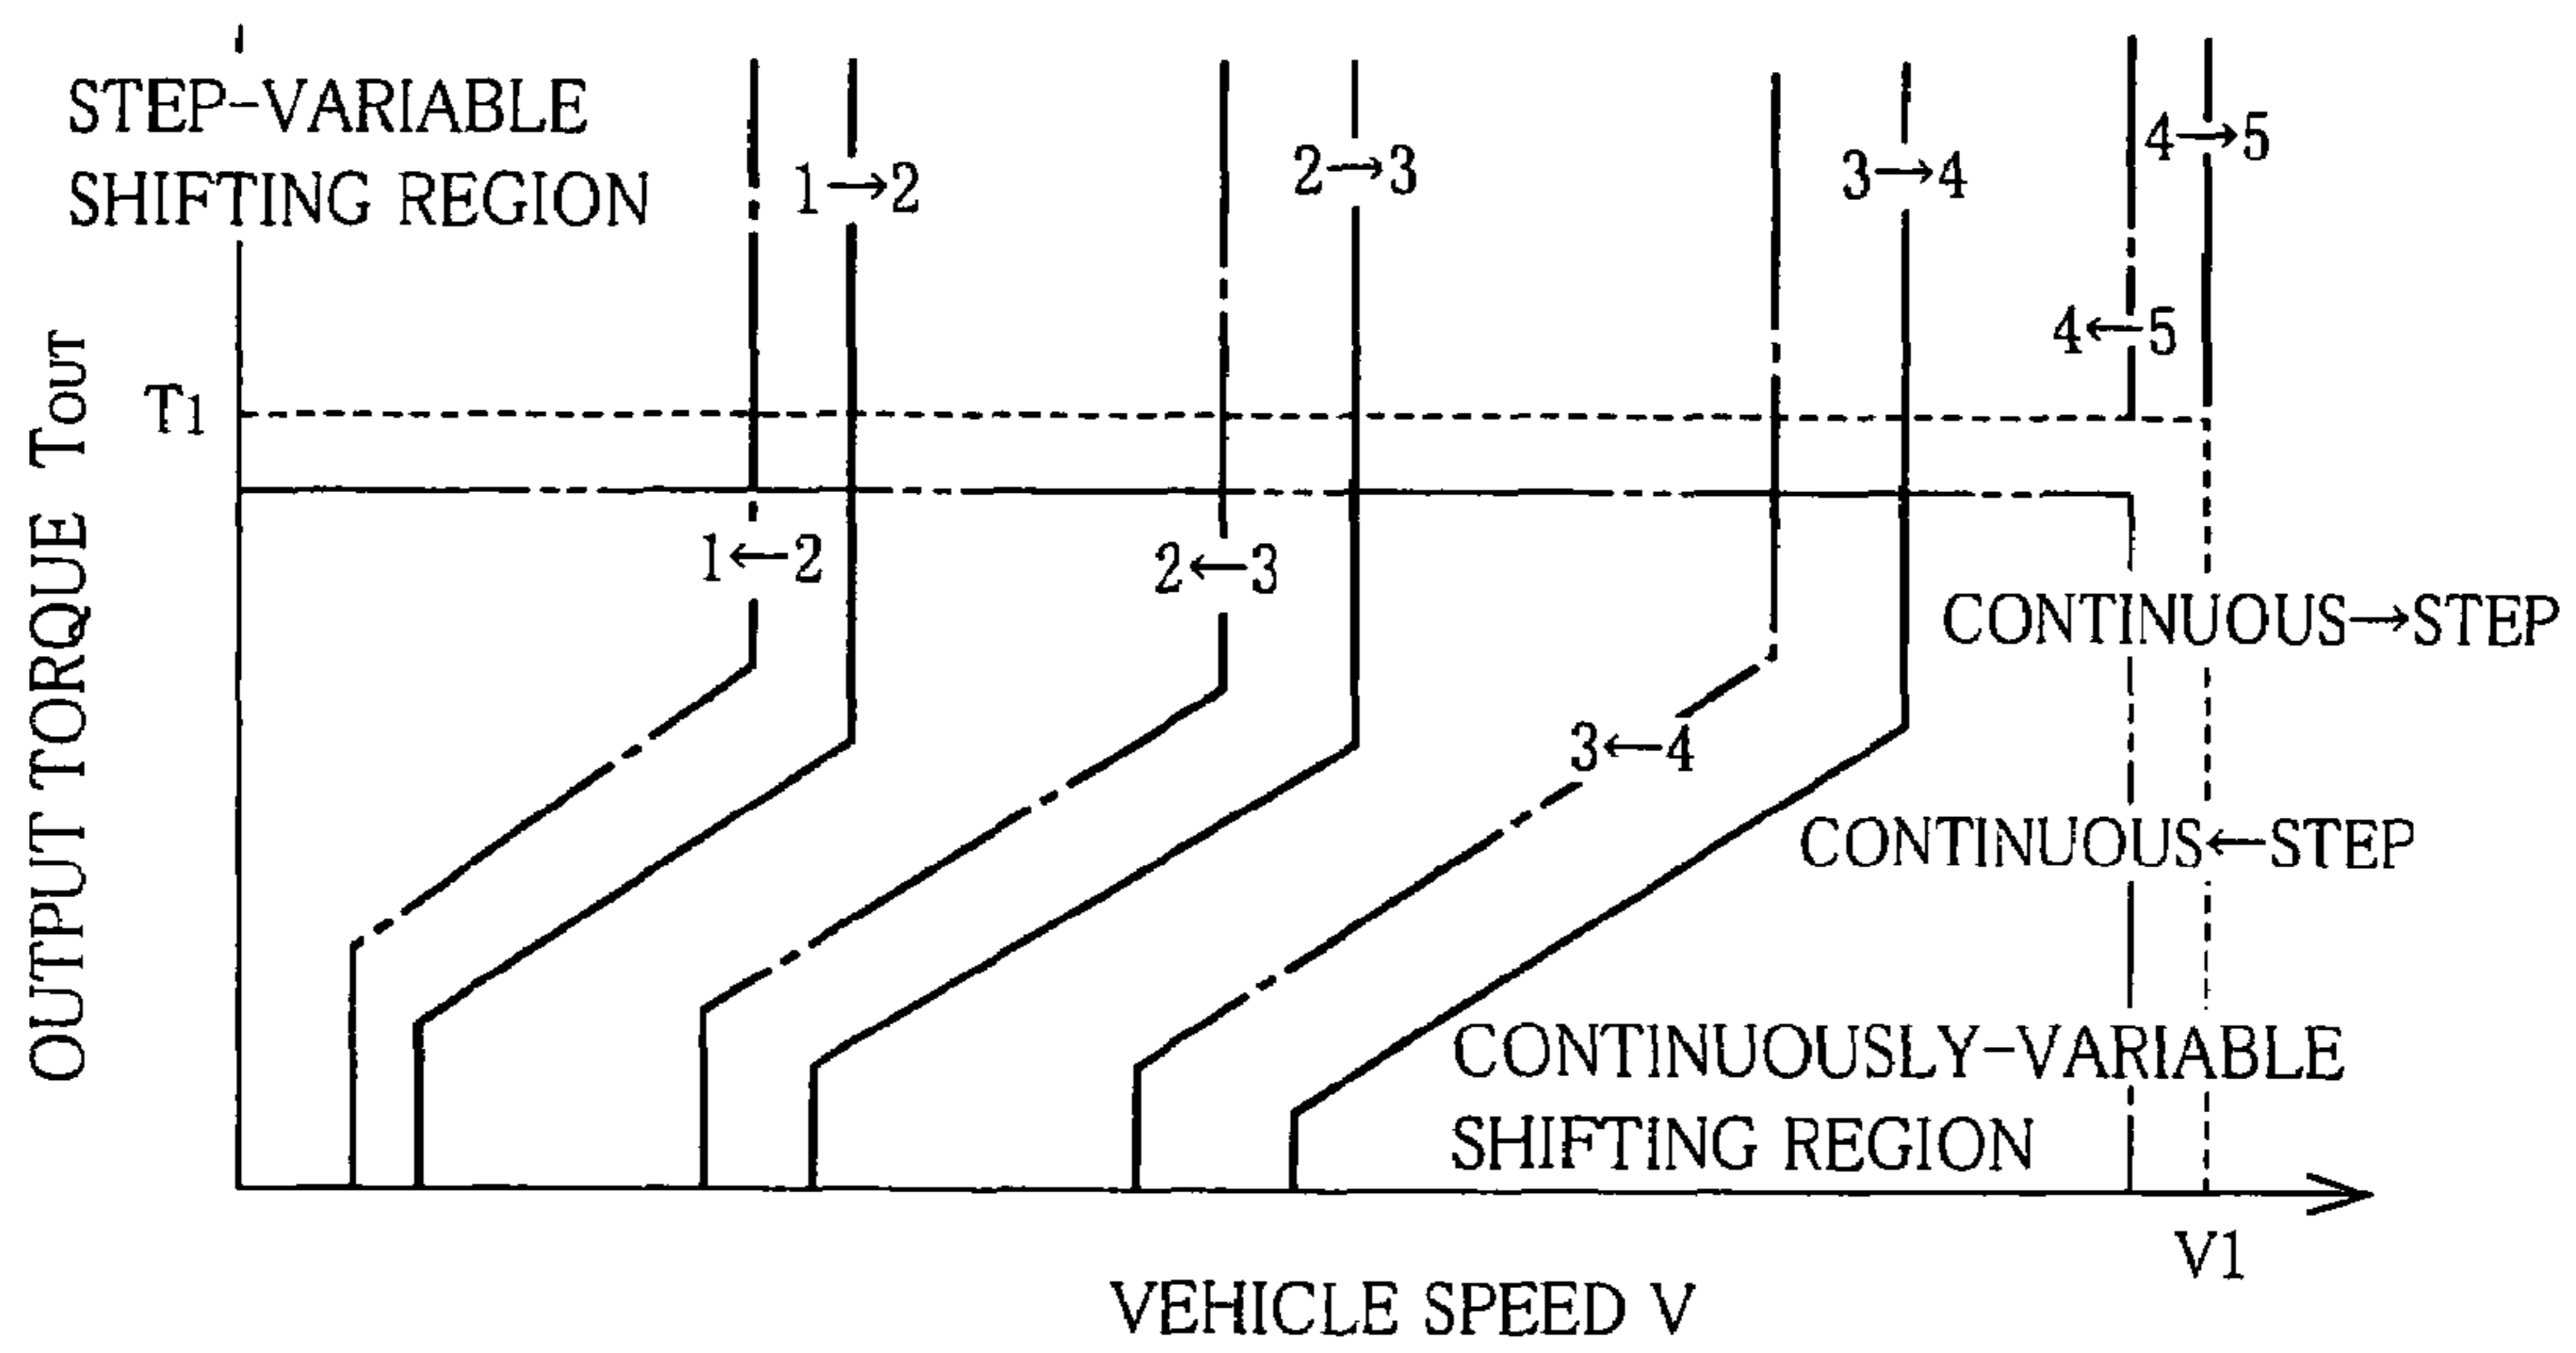 STEP-VARIABLE
SHIFTING REGION
1→2
2→3
3→4
4→5
4←5
OUTPUT TORQUE TOUT
T1
1←2
2←3
CONTINUOUS→STEP
3←4
CONTINUOUS←STEP
CONTINUOUSLY-VARIABLE
SHIFTING REGION
V1
VEHICLE SPEED V